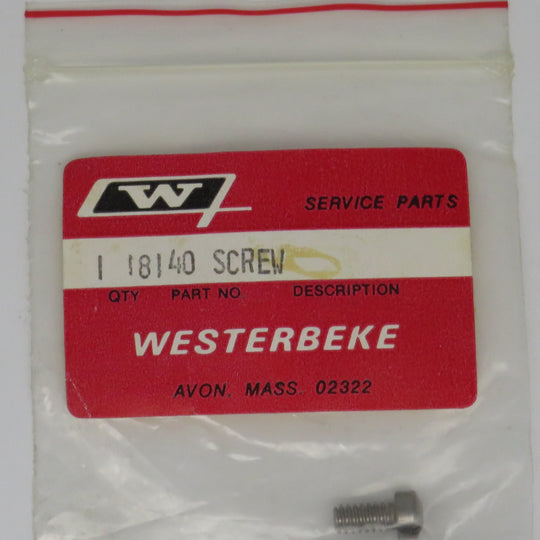 W
SERVICE PARTS
1 18140 SCREW
QTY PART NO DESCRIPTION
WESTERBEKE
AVON, MASS. 02322